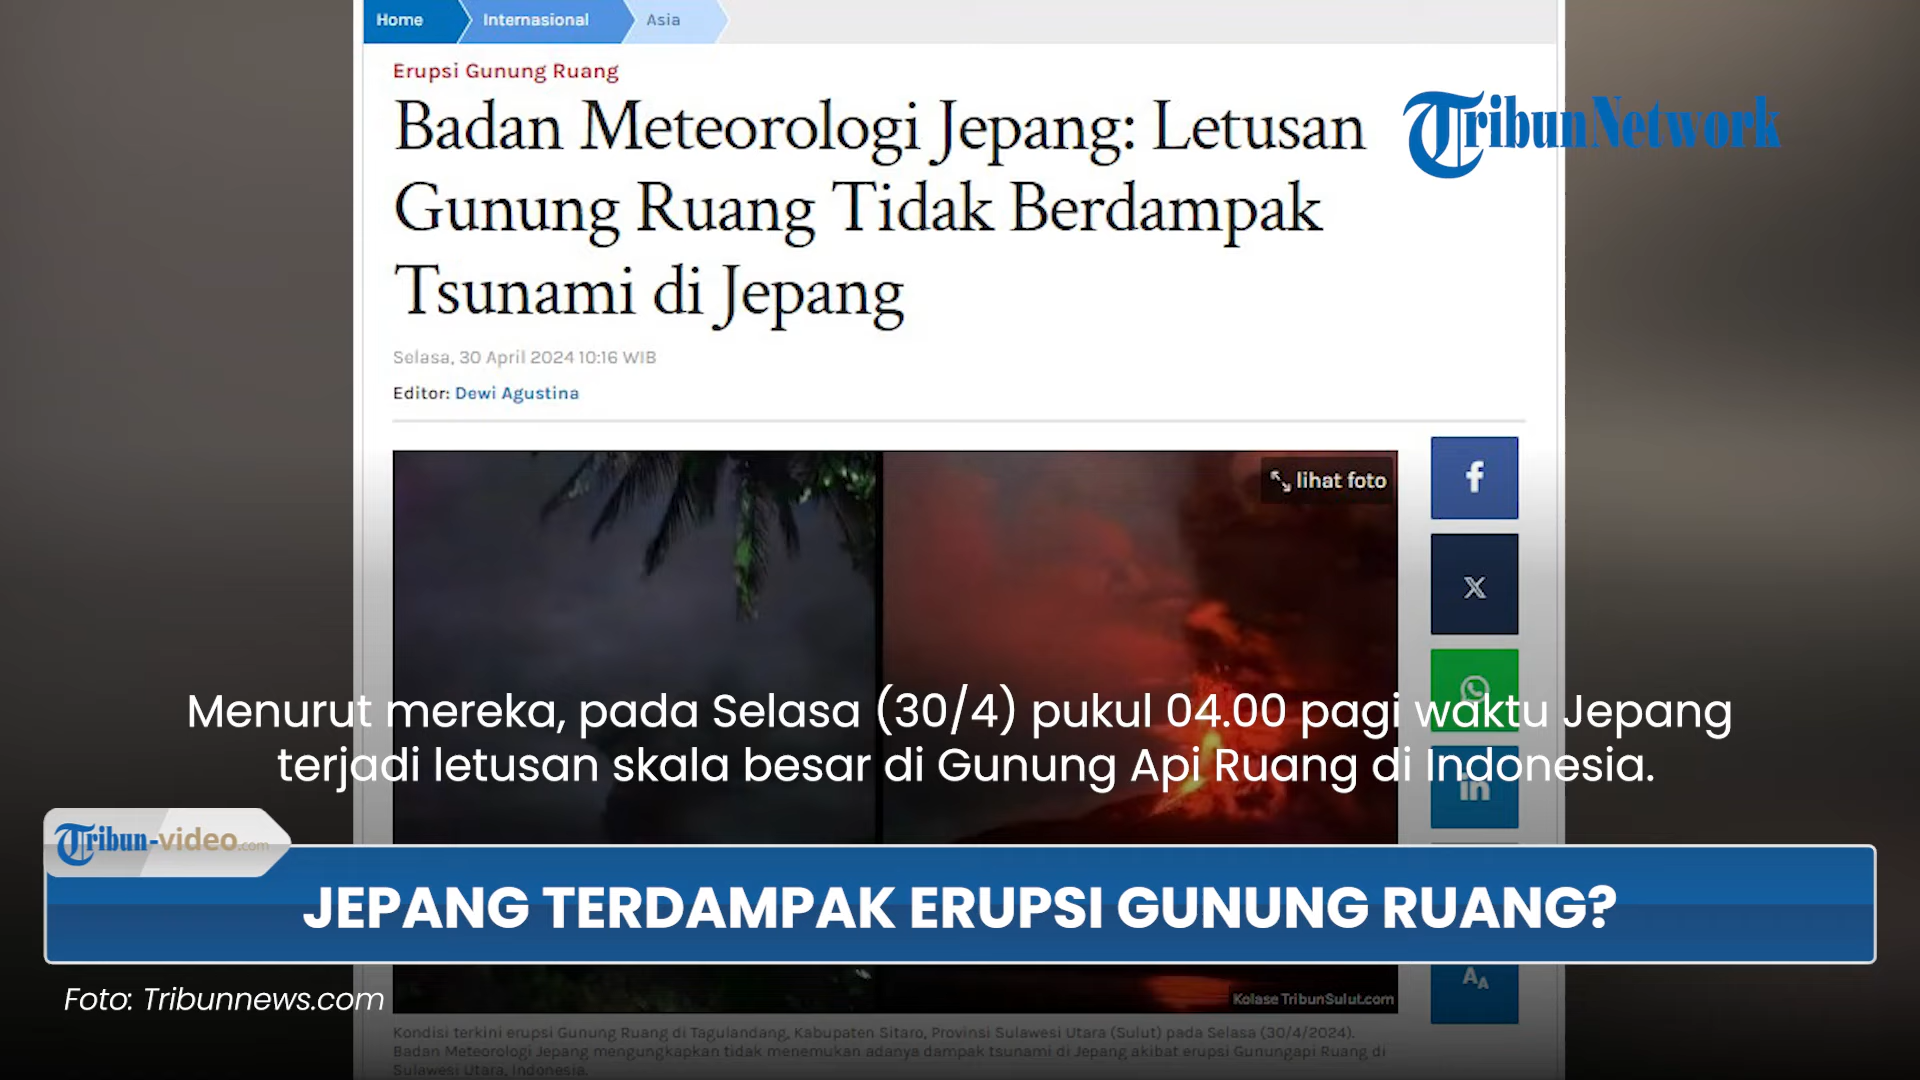 Home
Internasional
Asia
Erupsi Gunung Ruang
Badan Meteorologi Jepang: Letusan
Gunung Ruang Tidak Berdampak
Tsunami di Jepang
Tribun Network
Selasa, 30 April 2024 10:16 WIB
Editor: Dewi Agustina
lihat foto
Menurut mereka, pada Selasa (30/4) pukul 04.00 pagi waktu Jepang
terjadi letusan skala besar di Gunung Api Ruang di Indonesia.
Tribun-video.com
JEPANG TERDAMPAK ERUPSI GUNUNG RUANG?
Foto: Tribunnews.com
Kolase TribunSulut.com
Kondisi terkini erupsi Gunung Ruang di Tagulandang, Kabupaten Sitaro, Provinsi Sulawesi Utara (Sulut) pada Selasa (30/4/2024).
Badan Meteorologi Jepang mengungkapkan tidak menemukan adanya dampak tsunami di Jepang akibat erupsi Gunungapi Ruang di
Sulawesi Utara, Indonesia.